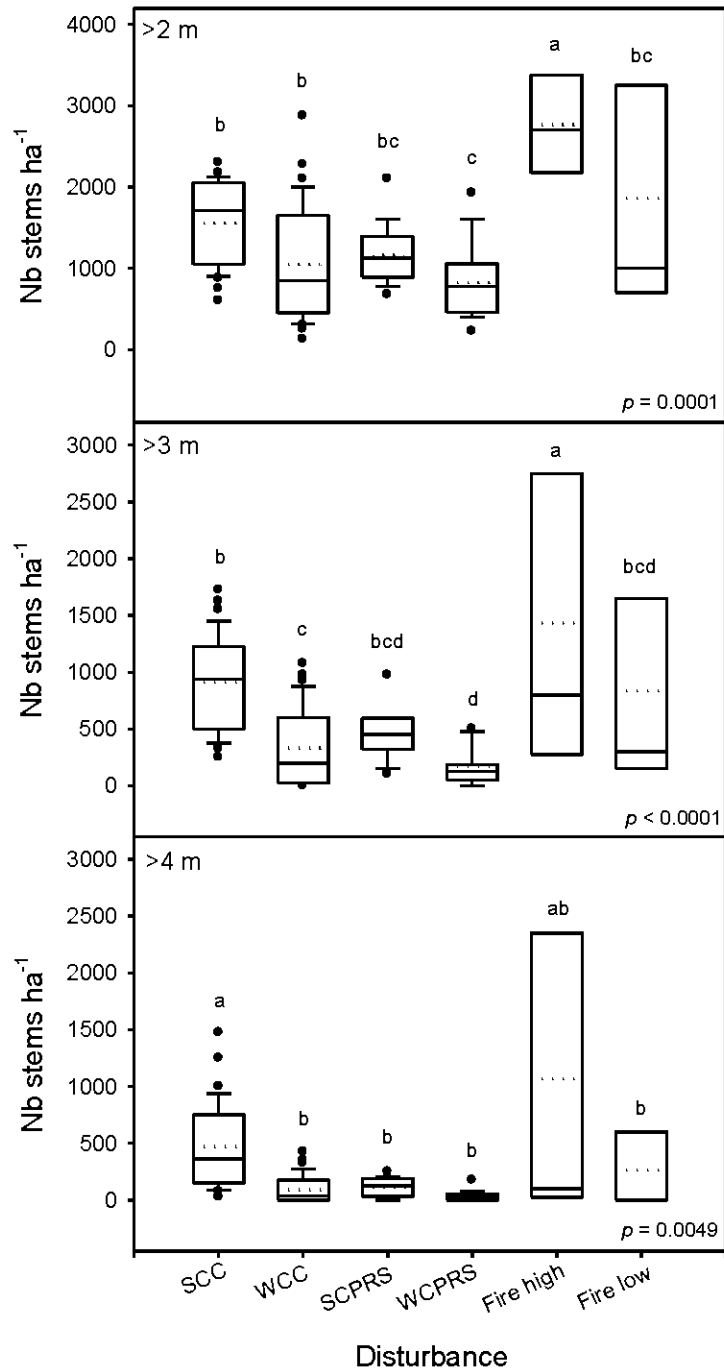 >2 m
4000
3000
2000
1000
0
Nb stems ha⁻¹
b
b
bc
c
a
bc
p = 0.0001
>3 m
3000
2500
2000
1500
1000
500
0
Nb stems ha⁻¹
b
c
bcd
d
a
bcd
p < 0.0001
>4 m
3000
2500
2000
1500
1000
500
0
Nb stems ha⁻¹
a
b
b
b
ab
b
p = 0.0049
SCC
WCC
SCPRS
WCPRS
Fire high
Fire low
Disturbance